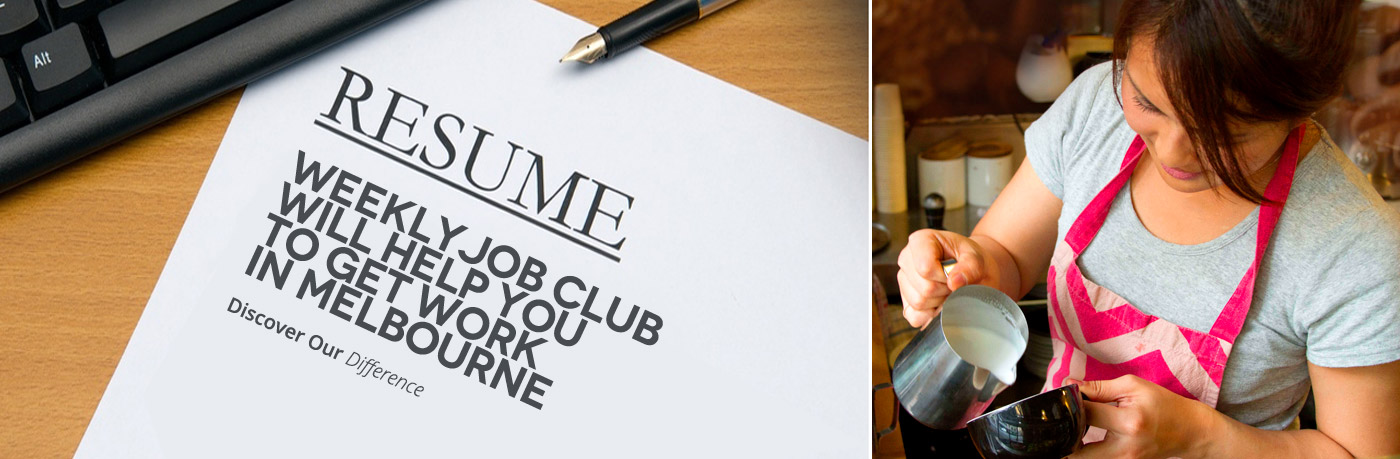 Alt
RESUME
WEEKLY JOB CLUB
WILL HELP YOU
TO GET WORK
IN MELBOURNE
Discover Our Difference